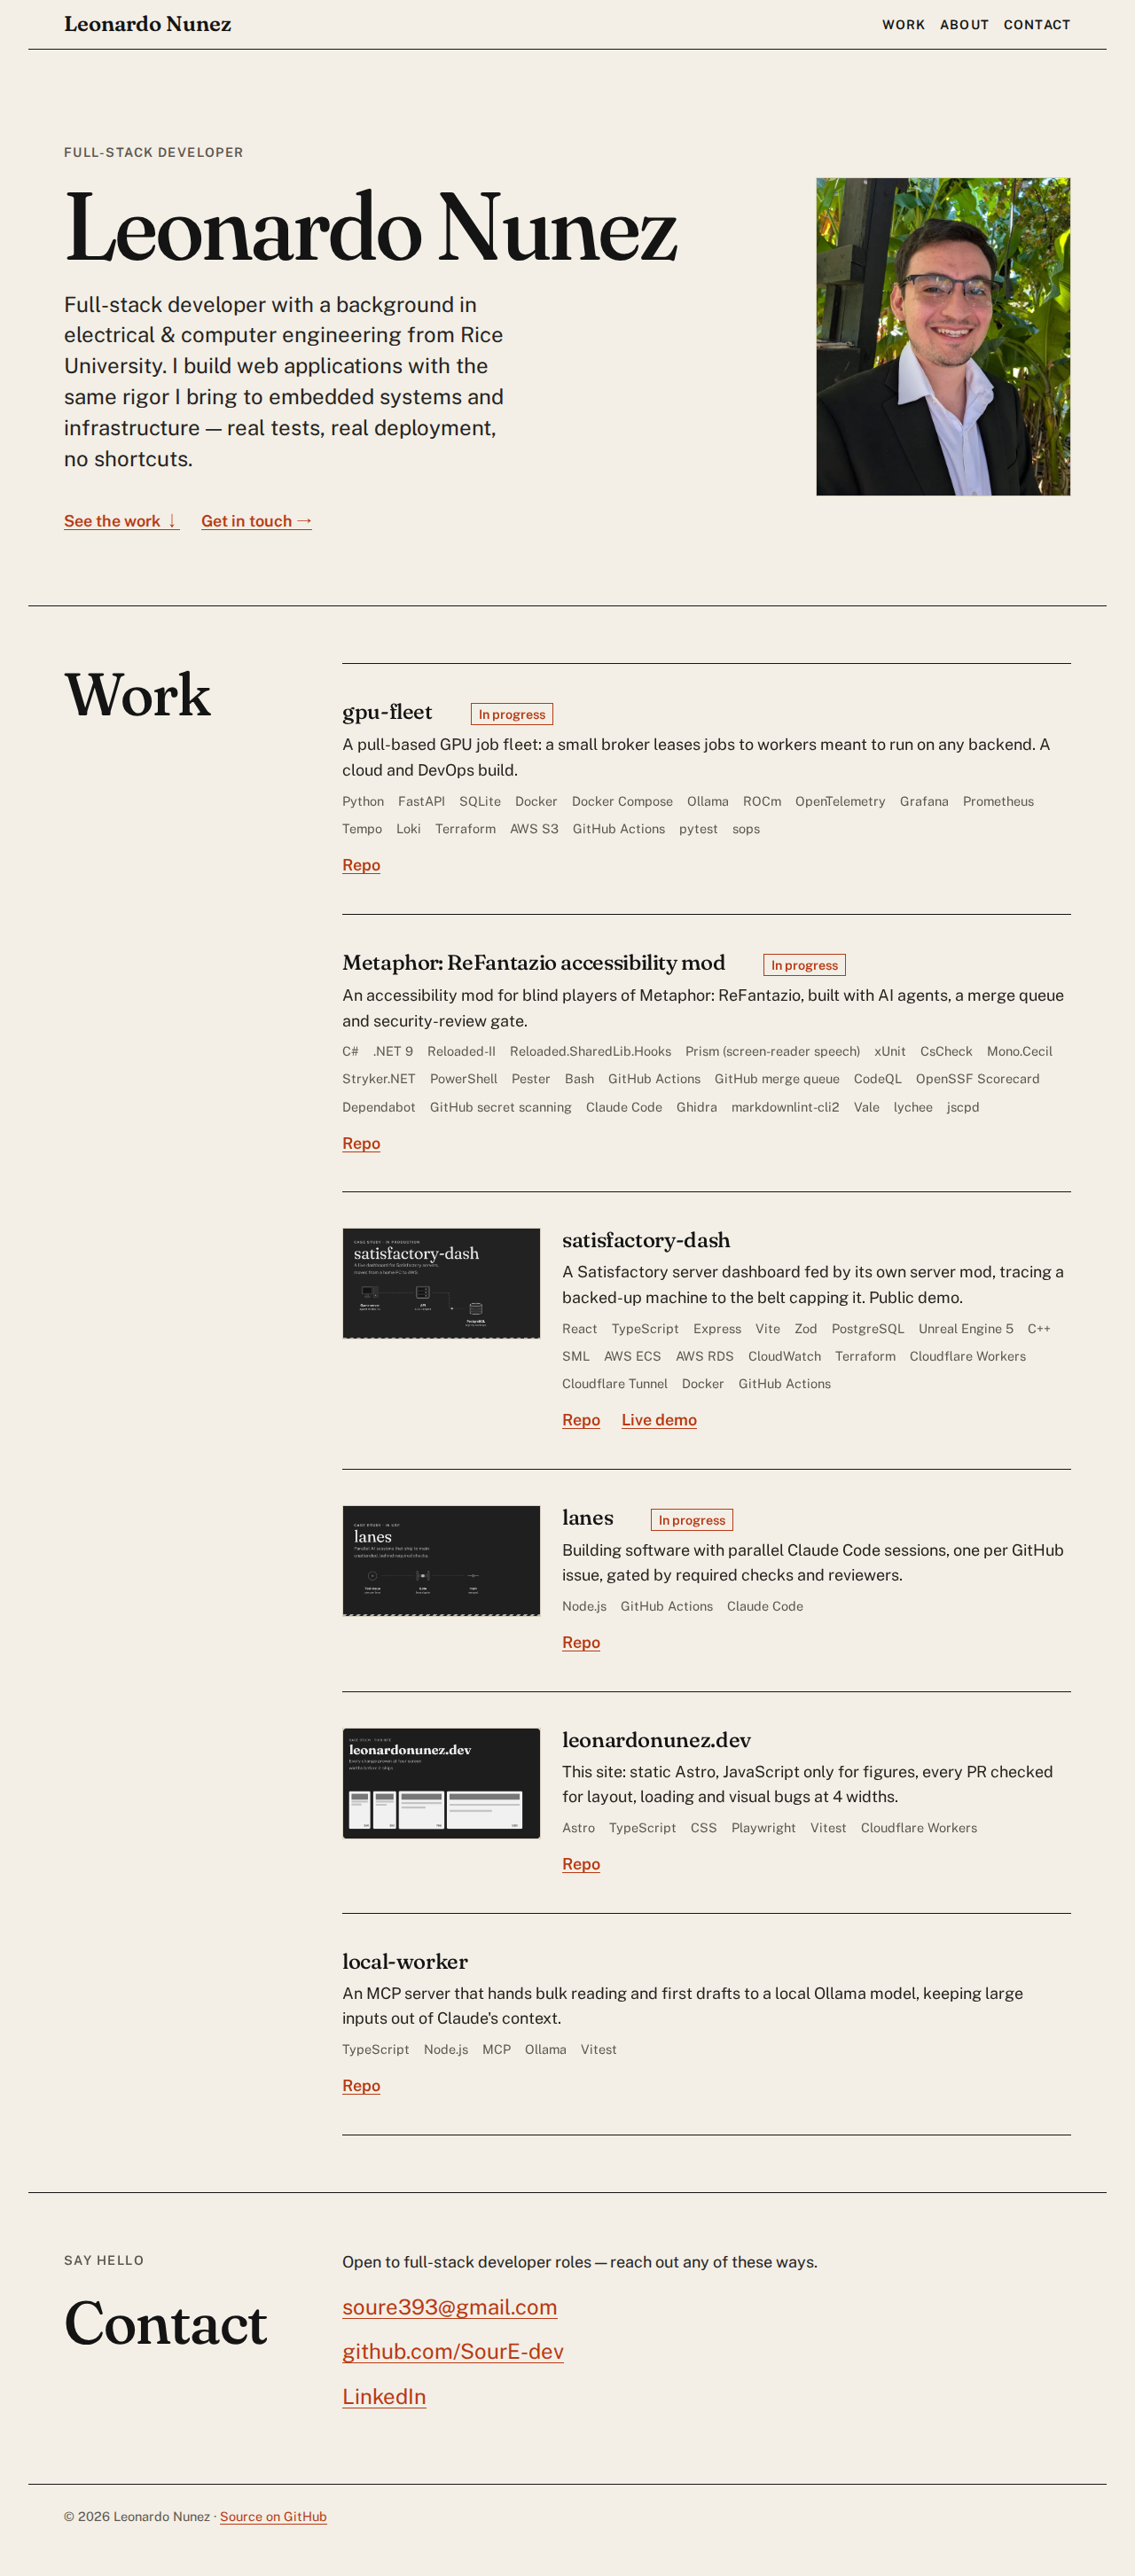 Leonardo Nunez
WORK ABOUT CONTACT
FULL-STACK DEVELOPER
Leonardo Nunez
Full-stack developer with a background in
electrical & computer engineering from Rice
University. I build web applications with the
same rigor I bring to embedded systems and
infrastructure — real tests, real deployment,
no shortcuts.
See the work ↓ Get in touch →
Work
gpu-fleet In progress
A pull-based GPU job fleet: a small broker leases jobs to workers meant to run on any backend. A
cloud and DevOps build.
Python FastAPI SQLite Docker Docker Compose Ollama ROCm OpenTelemetry Grafana Prometheus
Tempo Loki Terraform AWS S3 GitHub Actions pytest sops
Repo
Metaphor: ReFantazio accessibility mod In progress
An accessibility mod for blind players of Metaphor: ReFantazio, built with AI agents, a merge queue
and security-review gate.
C# .NET 9 Reloaded-II Reloaded.SharedLib.Hooks Prism (screen-reader speech) xUnit CsCheck Mono.Cecil
Stryker.NET PowerShell Pester Bash GitHub Actions GitHub merge queue CodeQL OpenSSF Scorecard
Dependabot GitHub secret scanning Claude Code Ghidra markdownlint-cli2 Vale lychee jscpd
Repo
satisfactory-dash
satisfactory-dash
A Satisfactory server dashboard fed by its own server mod, tracing a
backed-up machine to the belt capping it. Public demo.
React TypeScript Express Vite Zod PostgreSQL Unreal Engine 5 C++
SML AWS ECS AWS RDS CloudWatch Terraform Cloudflare Workers
Cloudflare Tunnel Docker GitHub Actions
Repo Live demo
lanes
lanes In progress
Building software with parallel Claude Code sessions, one per GitHub
issue, gated by required checks and reviewers.
Node.js GitHub Actions Claude Code
Repo
leonardonunez.dev
leonardonunez.dev
This site: static Astro, JavaScript only for figures, every PR checked
for layout, loading and visual bugs at 4 widths.
Astro TypeScript CSS Playwright Vitest Cloudflare Workers
Repo
local-worker
An MCP server that hands bulk reading and first drafts to a local Ollama model, keeping large
inputs out of Claude's context.
TypeScript Node.js MCP Ollama Vitest
Repo
SAY HELLO
Contact
Open to full-stack developer roles — reach out any of these ways.
soure393@gmail.com
github.com/SourE-dev
LinkedIn
© 2026 Leonardo Nunez · Source on GitHub